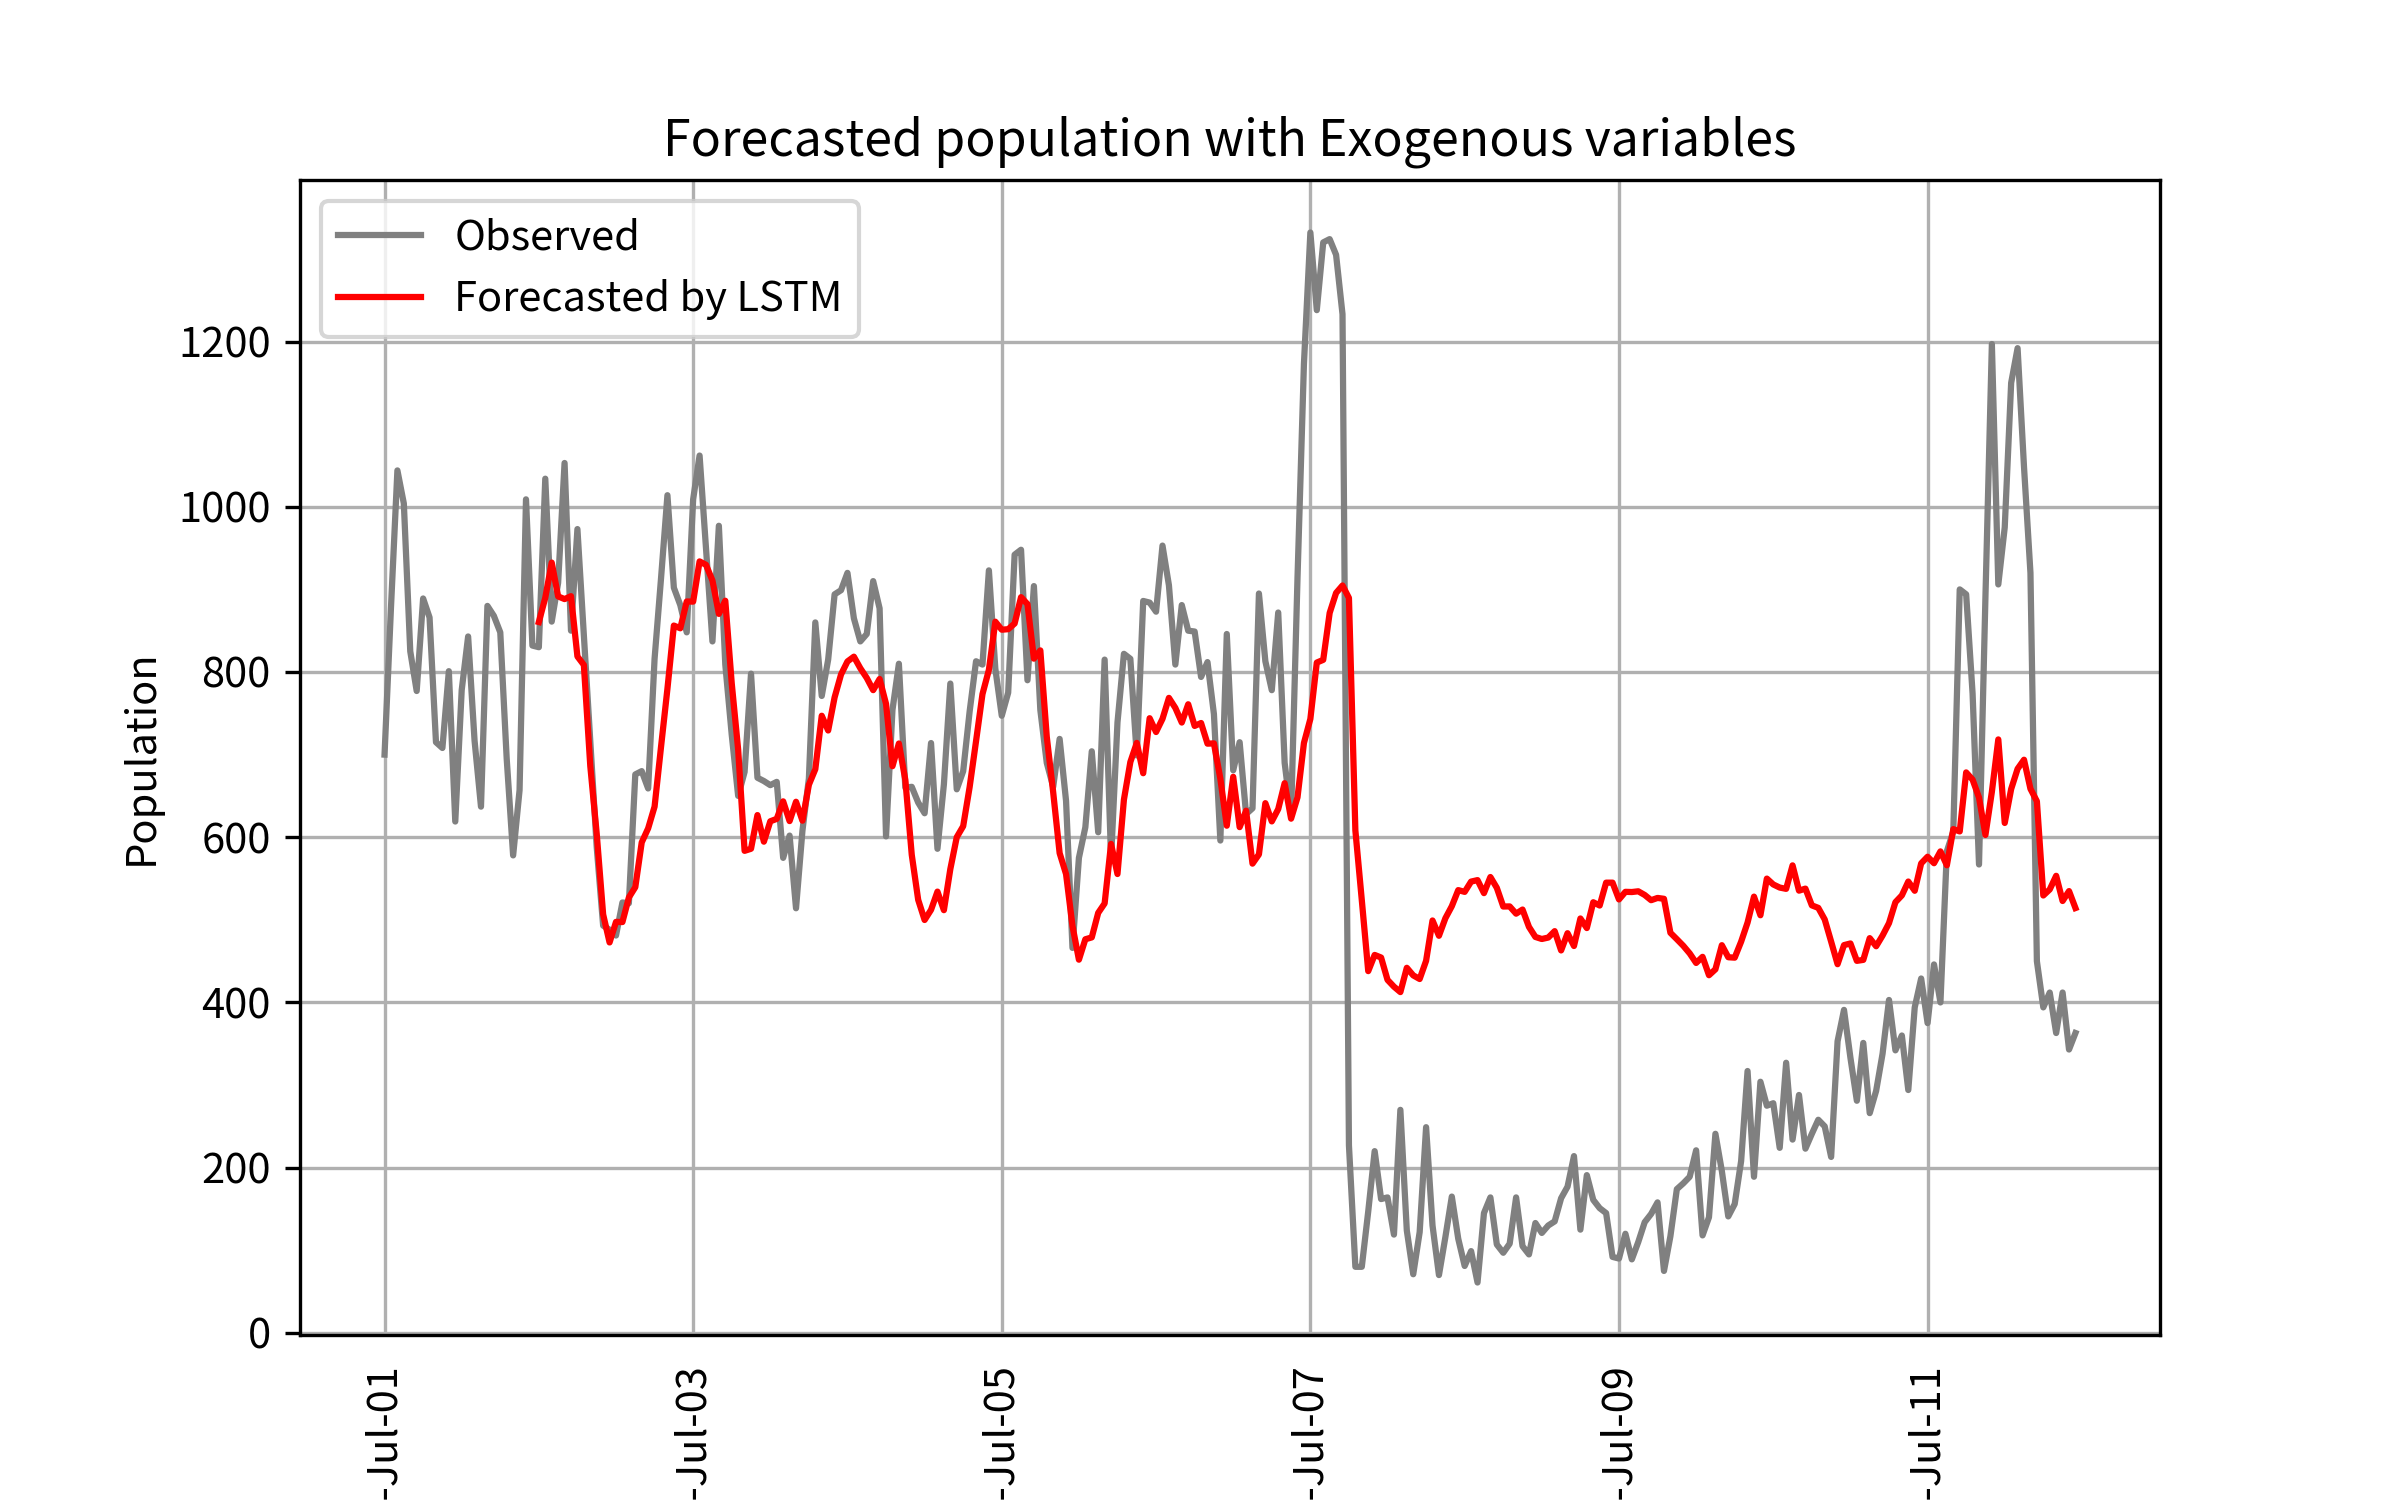 Forecasted population with Exogenous variables
Observed
Forecasted by LSTM
Population
1200
1000
800
600
400
200
0
-Jul-01
-Jul-03
-Jul-05
-Jul-07
-Jul-09
-Jul-11